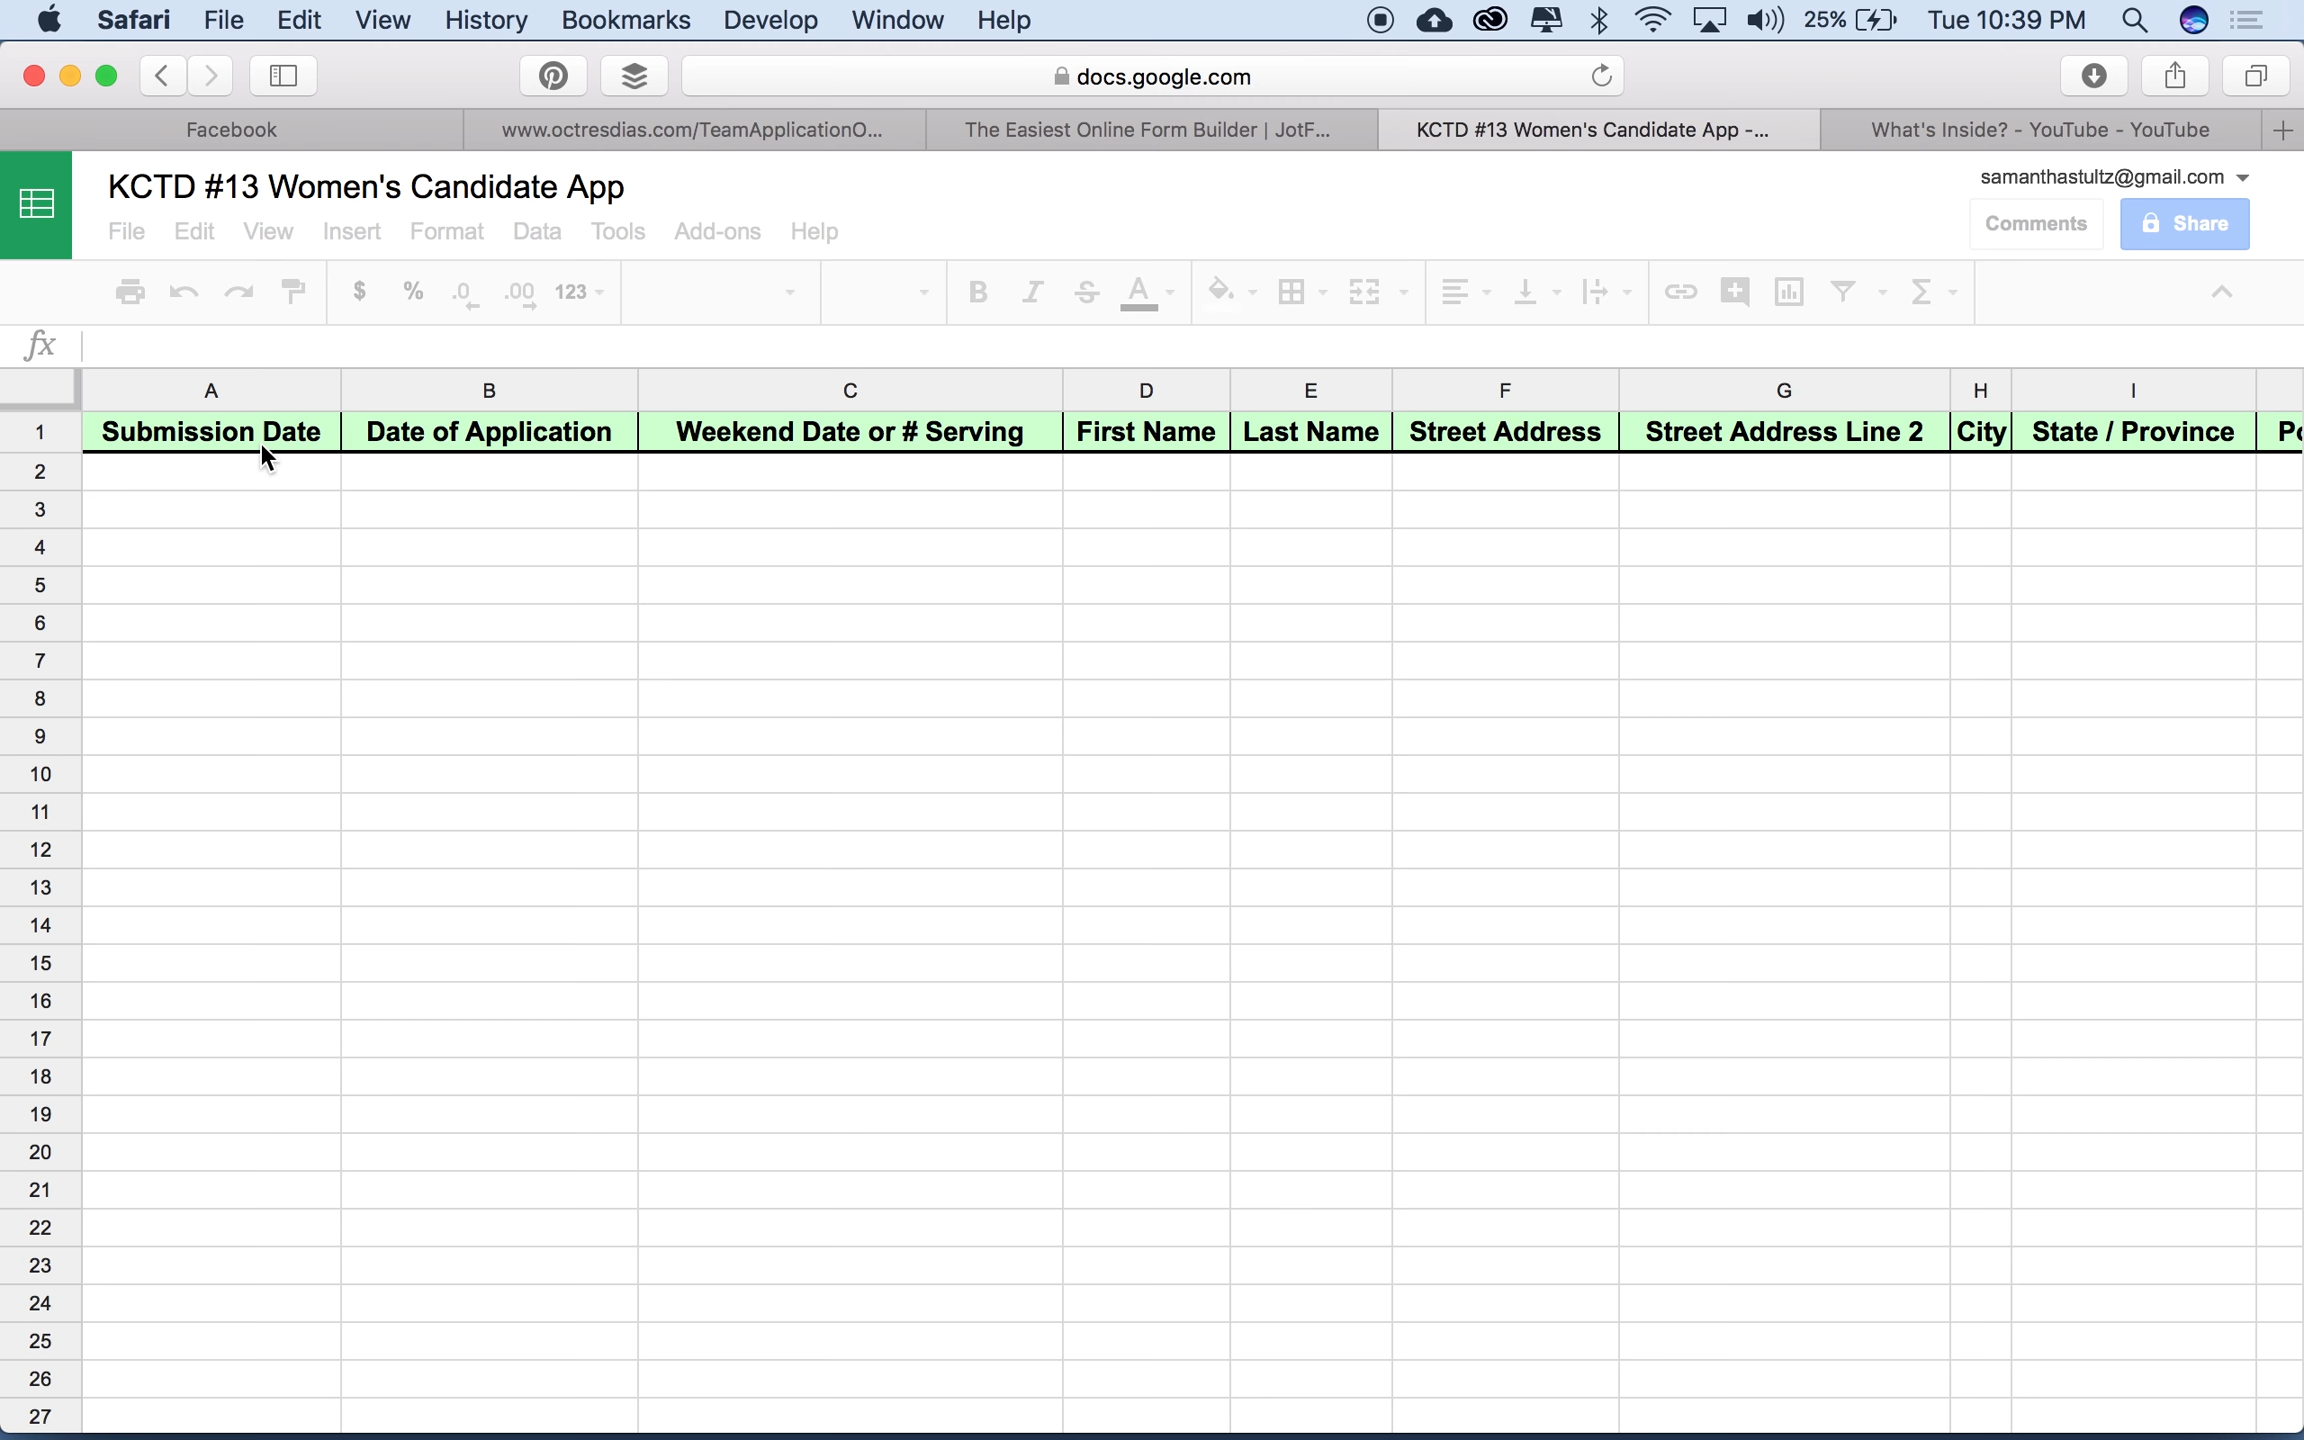 Safari File Edit View History Bookmarks Develop Window Help 25% Tue 10:39 PM
docs.google.com
Facebook www.octresdias.com/TeamApplicationO... The Easiest Online Form Builder | JotF... KCTD #13 Women's Candidate App -... What's Inside? - YouTube - YouTube
KCTD #13 Women's Candidate App
samanthastultz@gmail.com
File Edit View Insert Format Data Tools Add-ons Help
Comments Share
$ % .0 .00 123 B I S A Σ
fx
A B C D E F G H I
1 Submission Date Date of Application Weekend Date or # Serving First Name Last Name Street Address Street Address Line 2 City State / Province
2
3
4
5
6
7
8
9
10
11
12
13
14
15
16
17
18
19
20
21
22
23
24
25
26
27